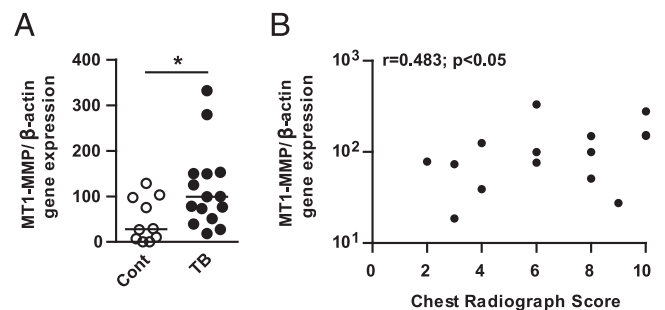 A
MT1-MMP/ β-actin
gene expression
400
300
200
100
0
*
Cont
TB
B
MT1-MMP/ β-actin
gene expression
10³
10²
10¹
r=0.483; p<0.05
0 2 4 6 8 10
Chest Radiograph Score